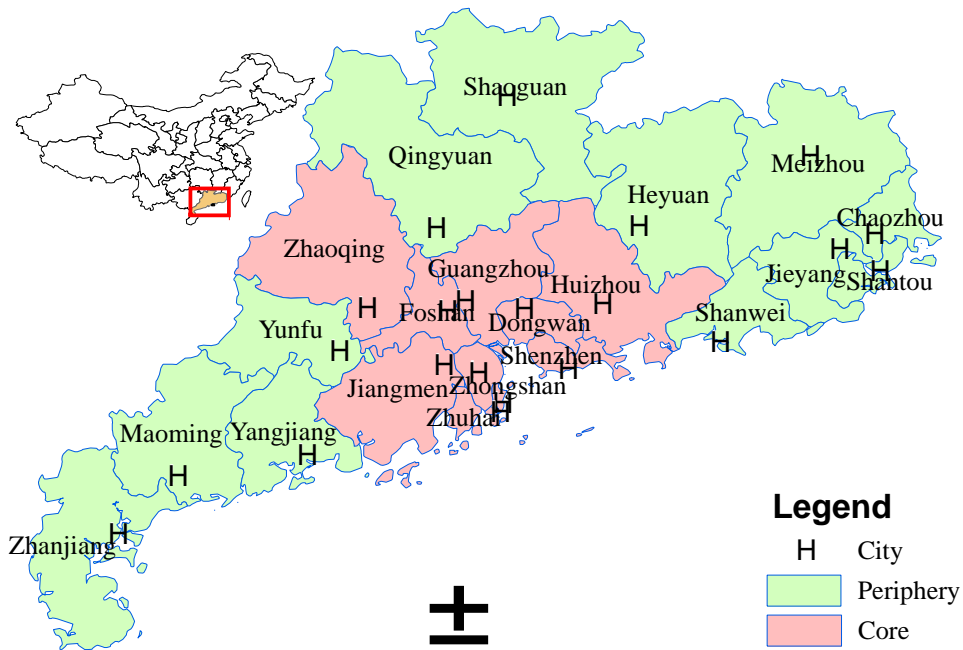 Shaoguan
H
Qingyuan
H
Meizhou
H
Heyuan
H
Chaozhou
H
Zhaoqing
H
Guangzhou
H
Huizhou
H
Jieyang
H
Shantou
H
Foshan
H
Dongwan
H
Shanwei
H
Yunfu
H
Shenzhen
H
Jiangmen
H
Zhongshan
H
Zhuhai
H
H
Maoming
H
Yangjiang
H
Zhanjiang
H
±
Legend
H City
Periphery
Core